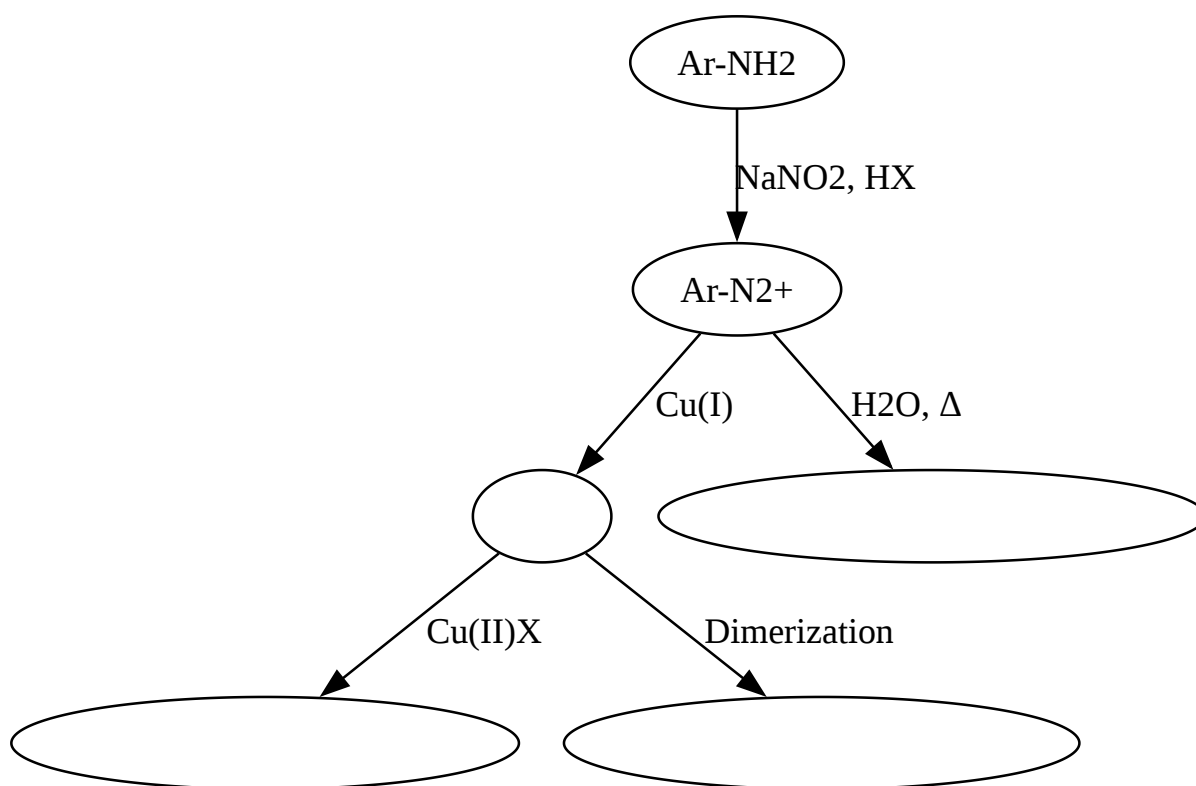 Ar-NH2
NaNO2, HX
Ar-N2+
Cu(I)
H2O, Δ
Cu(II)X
Dimerization